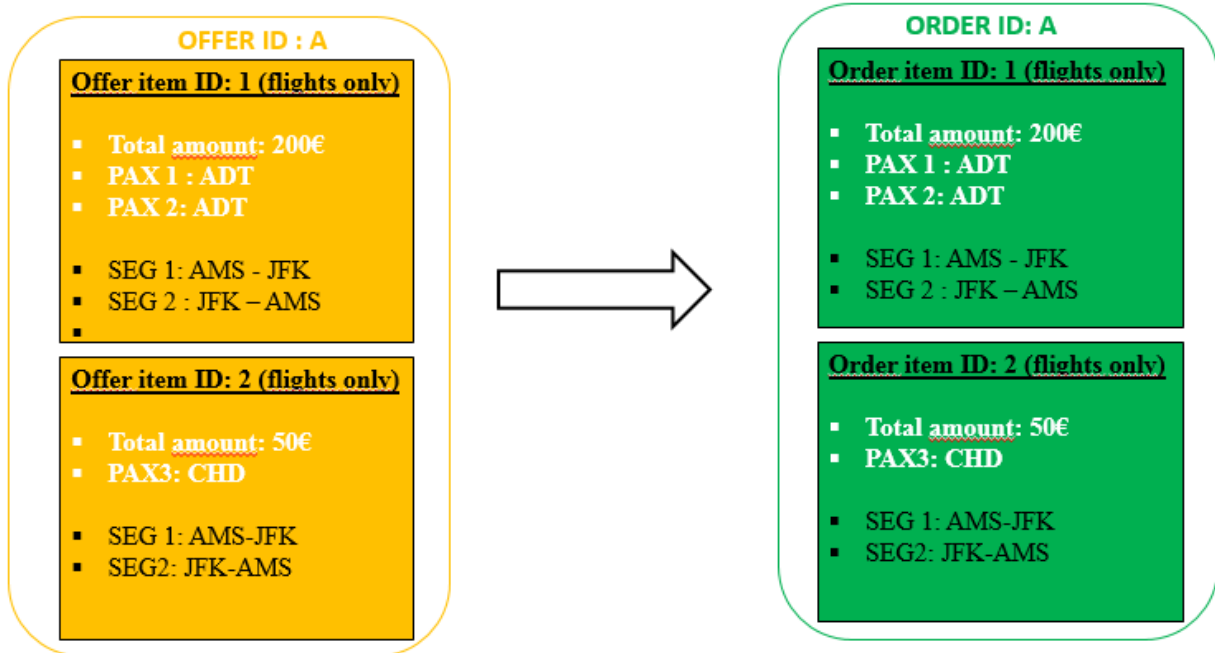 OFFER ID : A
Offer item ID: 1 (flights only)
▪ Total amount: 200€
▪ PAX 1 : ADT
▪ PAX 2: ADT
▪ SEG 1: AMS - JFK
▪ SEG 2 : JFK – AMS
▪
Offer item ID: 2 (flights only)
▪ Total amount: 50€
▪ PAX3: CHD
▪ SEG 1: AMS-JFK
▪ SEG2: JFK-AMS
ORDER ID: A
Order item ID: 1 (flights only)
▪ Total amount: 200€
▪ PAX 1 : ADT
▪ PAX 2: ADT
▪ SEG 1: AMS - JFK
▪ SEG 2 : JFK – AMS
Order item ID: 2 (flights only)
▪ Total amount: 50€
▪ PAX3: CHD
▪ SEG 1: AMS-JFK
▪ SEG2: JFK-AMS